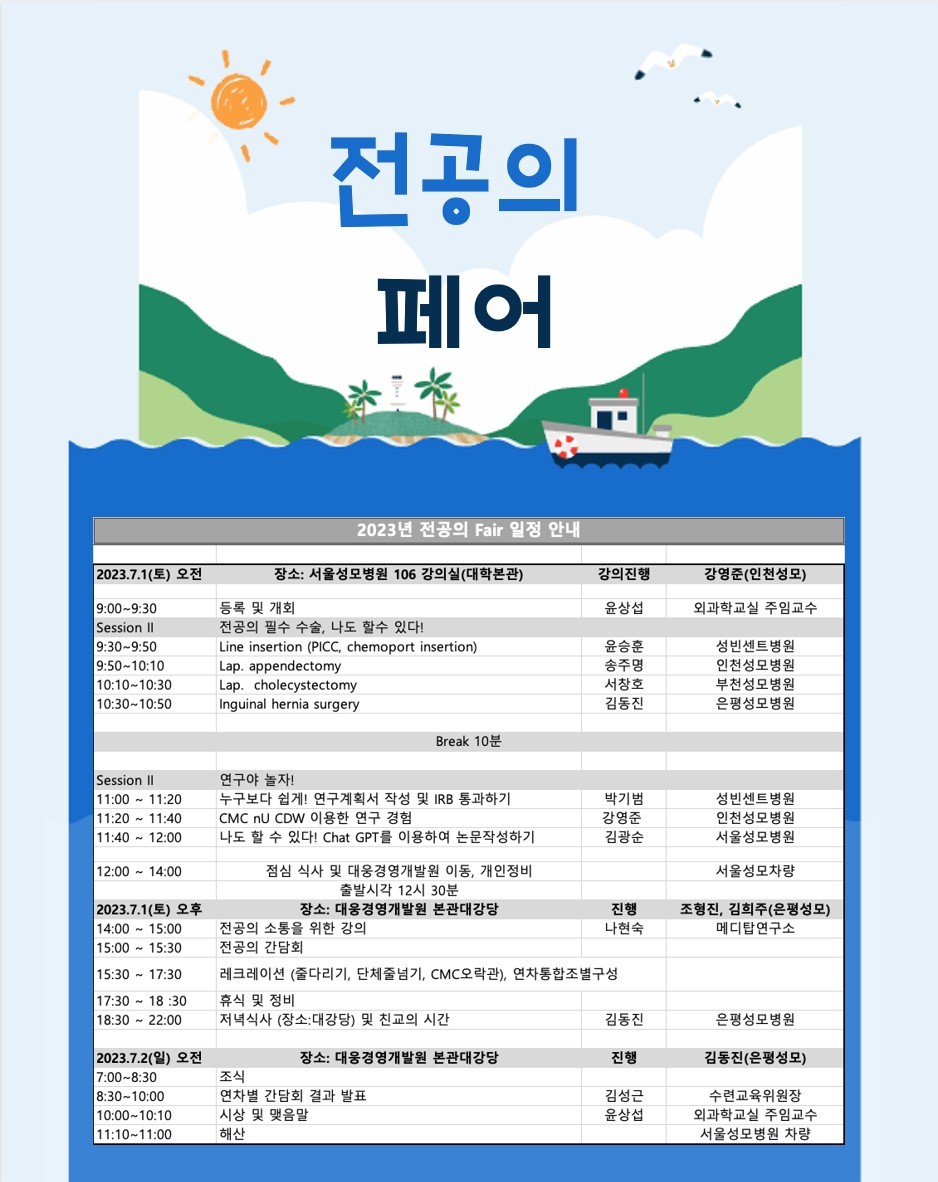 전공의
페어
2023년 전공의 Fair 일정 안내
2023.7.1(토) 오전 장소: 서울성모병원 106 강의실(대학본관) 강의진행 강영준(인천성모)
9:00~9:30 등록 및 개회 윤상섭 외과학교실 주임교수
Session II 전공의 필수 수술, 나도 할수 있다!
9:30~9:50 Line insertion (PICC, chemoport insertion) 윤승훈 성빈센트병원
9:50~10:10 Lap. appendectomy 송주명 인천성모병원
10:10~10:30 Lap. cholecystectomy 서창호 부천성모병원
10:30~10:50 Inguinal hernia surgery 김동진 은평성모병원
Break 10분
Session II 연구야 놀자!
11:00 ~ 11:20 누구보다 쉽게! 연구계획서 작성 및 IRB 통과하기 박기범 성빈센트병원
11:20 ~ 11:40 CMC nU CDW 이용한 연구 경험 강영준 인천성모병원
11:40 ~ 12:00 나도 할 수 있다! Chat GPT를 이용하여 논문작성하기 김광순 서울성모병원
12:00 ~ 14:00 점심 식사 및 대웅경영개발원 이동, 개인정비 서울성모차량
출발시각 12시 30분
2023.7.1(토) 오후 장소: 대웅경영개발원 본관대강당 진행 조형진, 김희주(은평성모)
14:00 ~ 15:00 전공의 소통을 위한 강의 나현숙 메디탑연구소
15:00 ~ 15:30 전공의 간담회
15:30 ~ 17:30 레크레이션 (줄다리기, 단체줄넘기, CMC오락관), 연차통합조별구성
17:30 ~ 18 :30 휴식 및 정비
18:30 ~ 22:00 저녁식사 (장소:대강당) 및 친교의 시간 김동진 은평성모병원
2023.7.2(일) 오전 장소: 대웅경영개발원 본관대강당 진행 김동진(은평성모)
7:00~8:30 조식
8:30~10:00 연차별 간담회 결과 발표 김성근 수련교육위원장
10:00~10:10 시상 및 맺음말 윤상섭 외과학교실 주임교수
11:10~11:00 해산 서울성모병원 차량